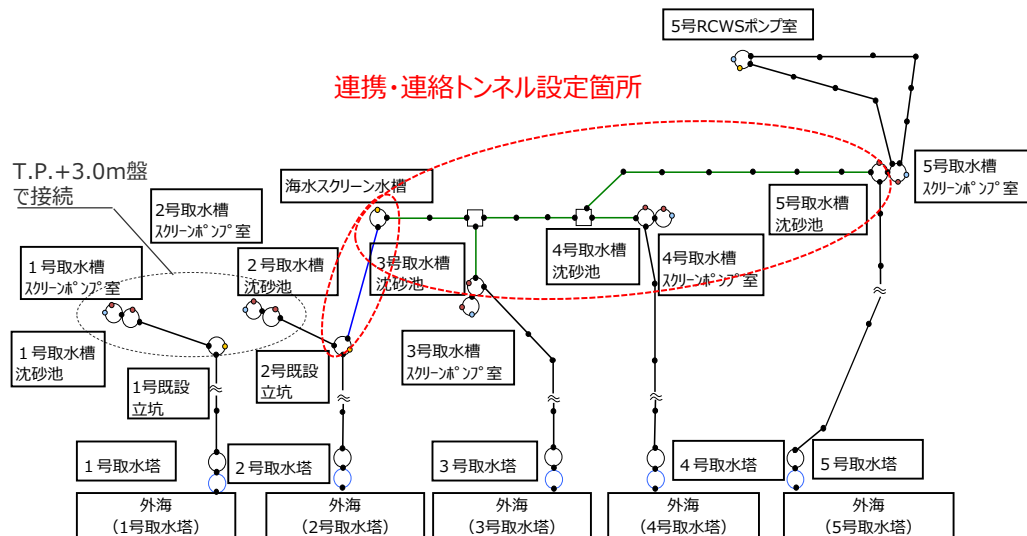 5号RCWSポンプ室
連携・連絡トンネル設定箇所
T.P.+3.0m盤
で接続
2号取水槽
スクリーンポンプ室
海水スクリーン水槽
5号取水槽
スクリーンポンプ室
5号取水槽
沈砂池
1号取水槽
スクリーンポンプ室
2号取水槽
沈砂池
3号取水槽
沈砂池
4号取水槽
沈砂池
4号取水槽
スクリーンポンプ室
1号取水槽
沈砂池
1号既設
立坑
2号既設
立坑
3号取水槽
スクリーンポンプ室
1号取水塔
2号取水塔
3号取水塔
4号取水塔
5号取水塔
外海
(1号取水塔)
外海
(2号取水塔)
外海
(3号取水塔)
外海
(4号取水塔)
外海
(5号取水塔)